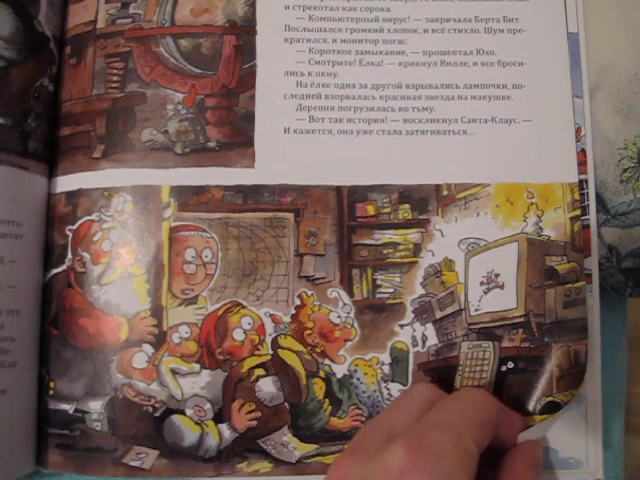 и стрекотал как сорока.
— Компьютерный вирус! — закричала Берта Бит.
Послышался громкий хлопок, и всё стихло. Шум пре-
кратился, и монитор погас.
— Короткое замыкание, — прошептал Юхо.
— Смотрите! Ёлка! — крикнул Вилле, и все броси-
лись к окну.
На ёлке одна за другой взрывались лампочки, по-
следней взорвалась красивая звезда на макушке.
Деревня погрузилась во тьму.
— Вот так история! — воскликнул Санта-Клаус. —
И кажется, она уже стала затягиваться...